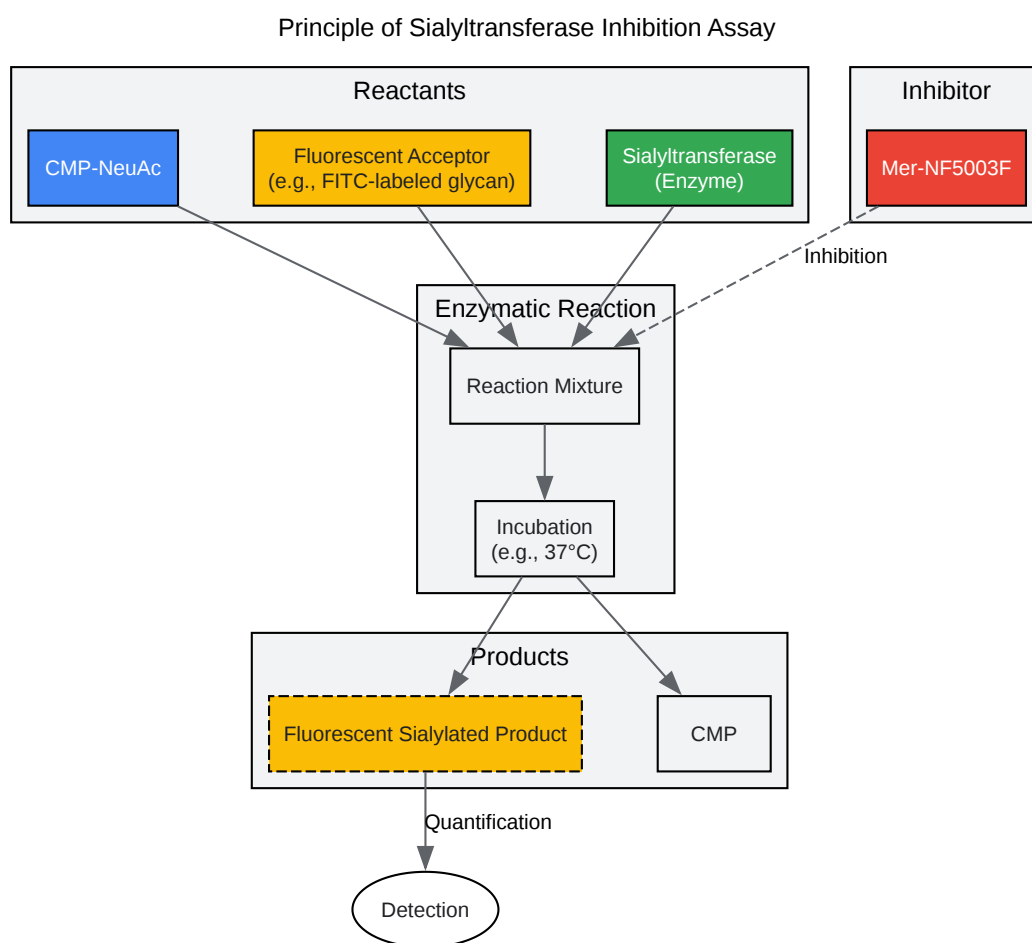 Principle of Sialyltransferase Inhibition Assay
Reactants
Inhibitor
CMP-NeuAc
Fluorescent Acceptor
(e.g., FITC-labeled glycan)
Sialyltransferase
(Enzyme)
Mer-NF5003F
Inhibition
Enzymatic Reaction
Reaction Mixture
Incubation
(e.g., 37°C)
Products
Fluorescent Sialylated Product
CMP
Quantification
Detection